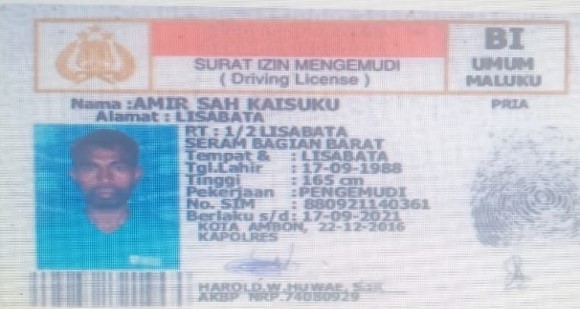 SURAT IZIN MENGEMUDI
( Driving License )
BI
UMUM
MALUKU
Nama : AMIR SAH KAISUKU
PRIA
Alamat : LISABATA
RT : 1/2 LISABATA
SERAM BAGIAN BARAT
Tempat & : LISABATA
Tgl.Lahir : 17-09-1988
Tinggi : 165 cm
Pekerjaan :PENGEMUDI
No. SIM : 880921140361
Berlaku s/d: 17-09-2021
KOTA AMBON, 22-12-2016
KAPOLRES
HAROLD.W.HUWAE,
AKBP NRP.74080929